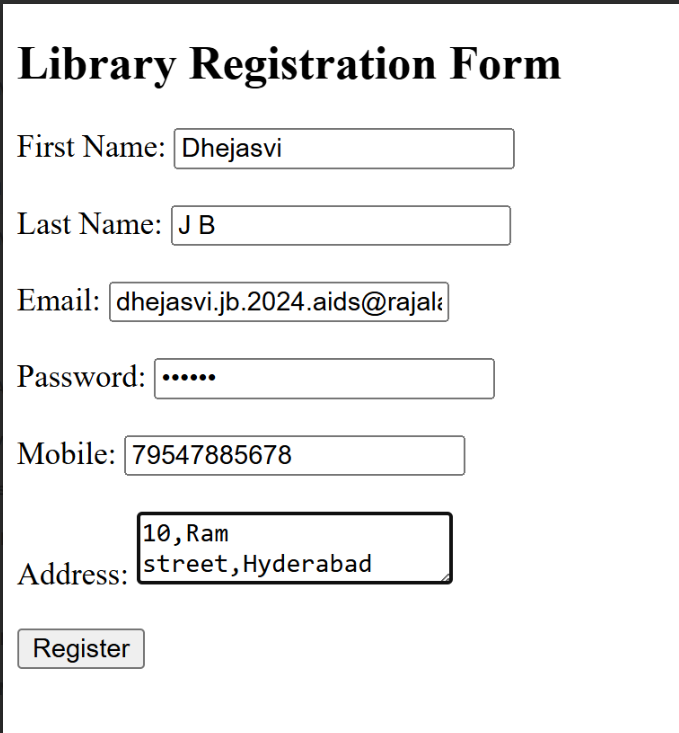 Library Registration Form
First Name: Dhejasvi
Last Name: J B
Email: dhejasvi.jb.2024.aids@rajala
Password: ••••••
Mobile: 79547885678
Address: 10,Ram
street,Hyderabad
Register